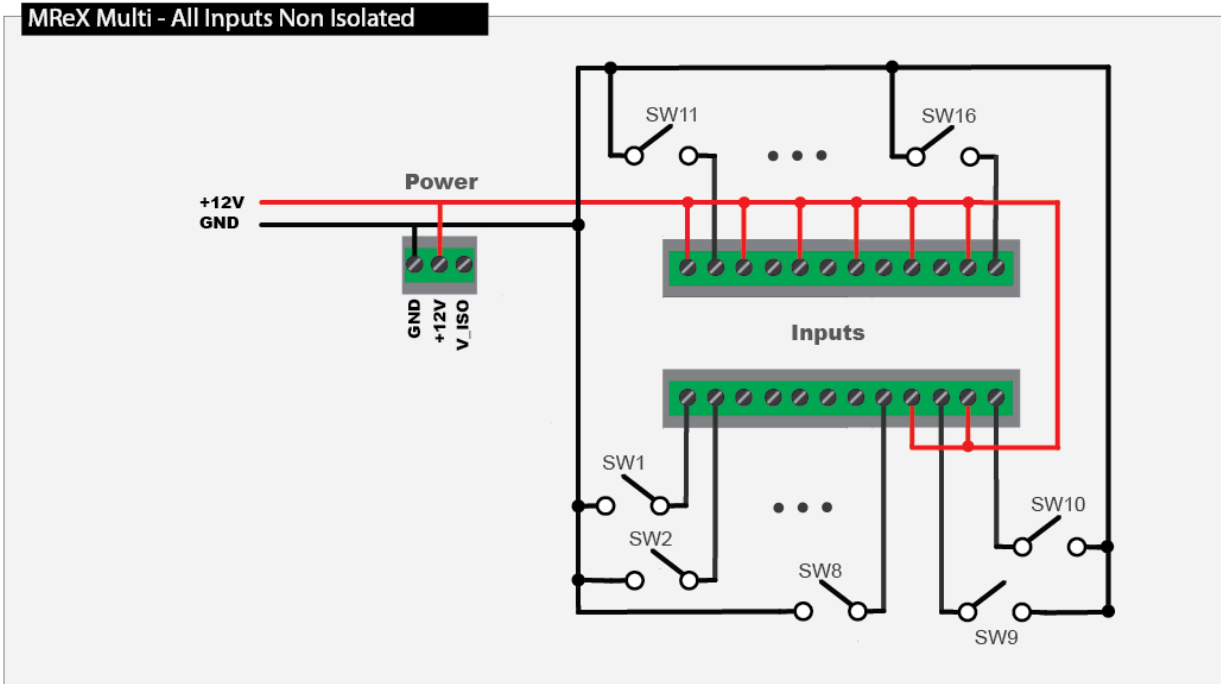 MReX Multi - All Inputs Non Isolated
SW11
SW16
Power
+12V
GND
GND
+12V
V_ISO
Inputs
SW1
SW10
SW2
SW8
SW9